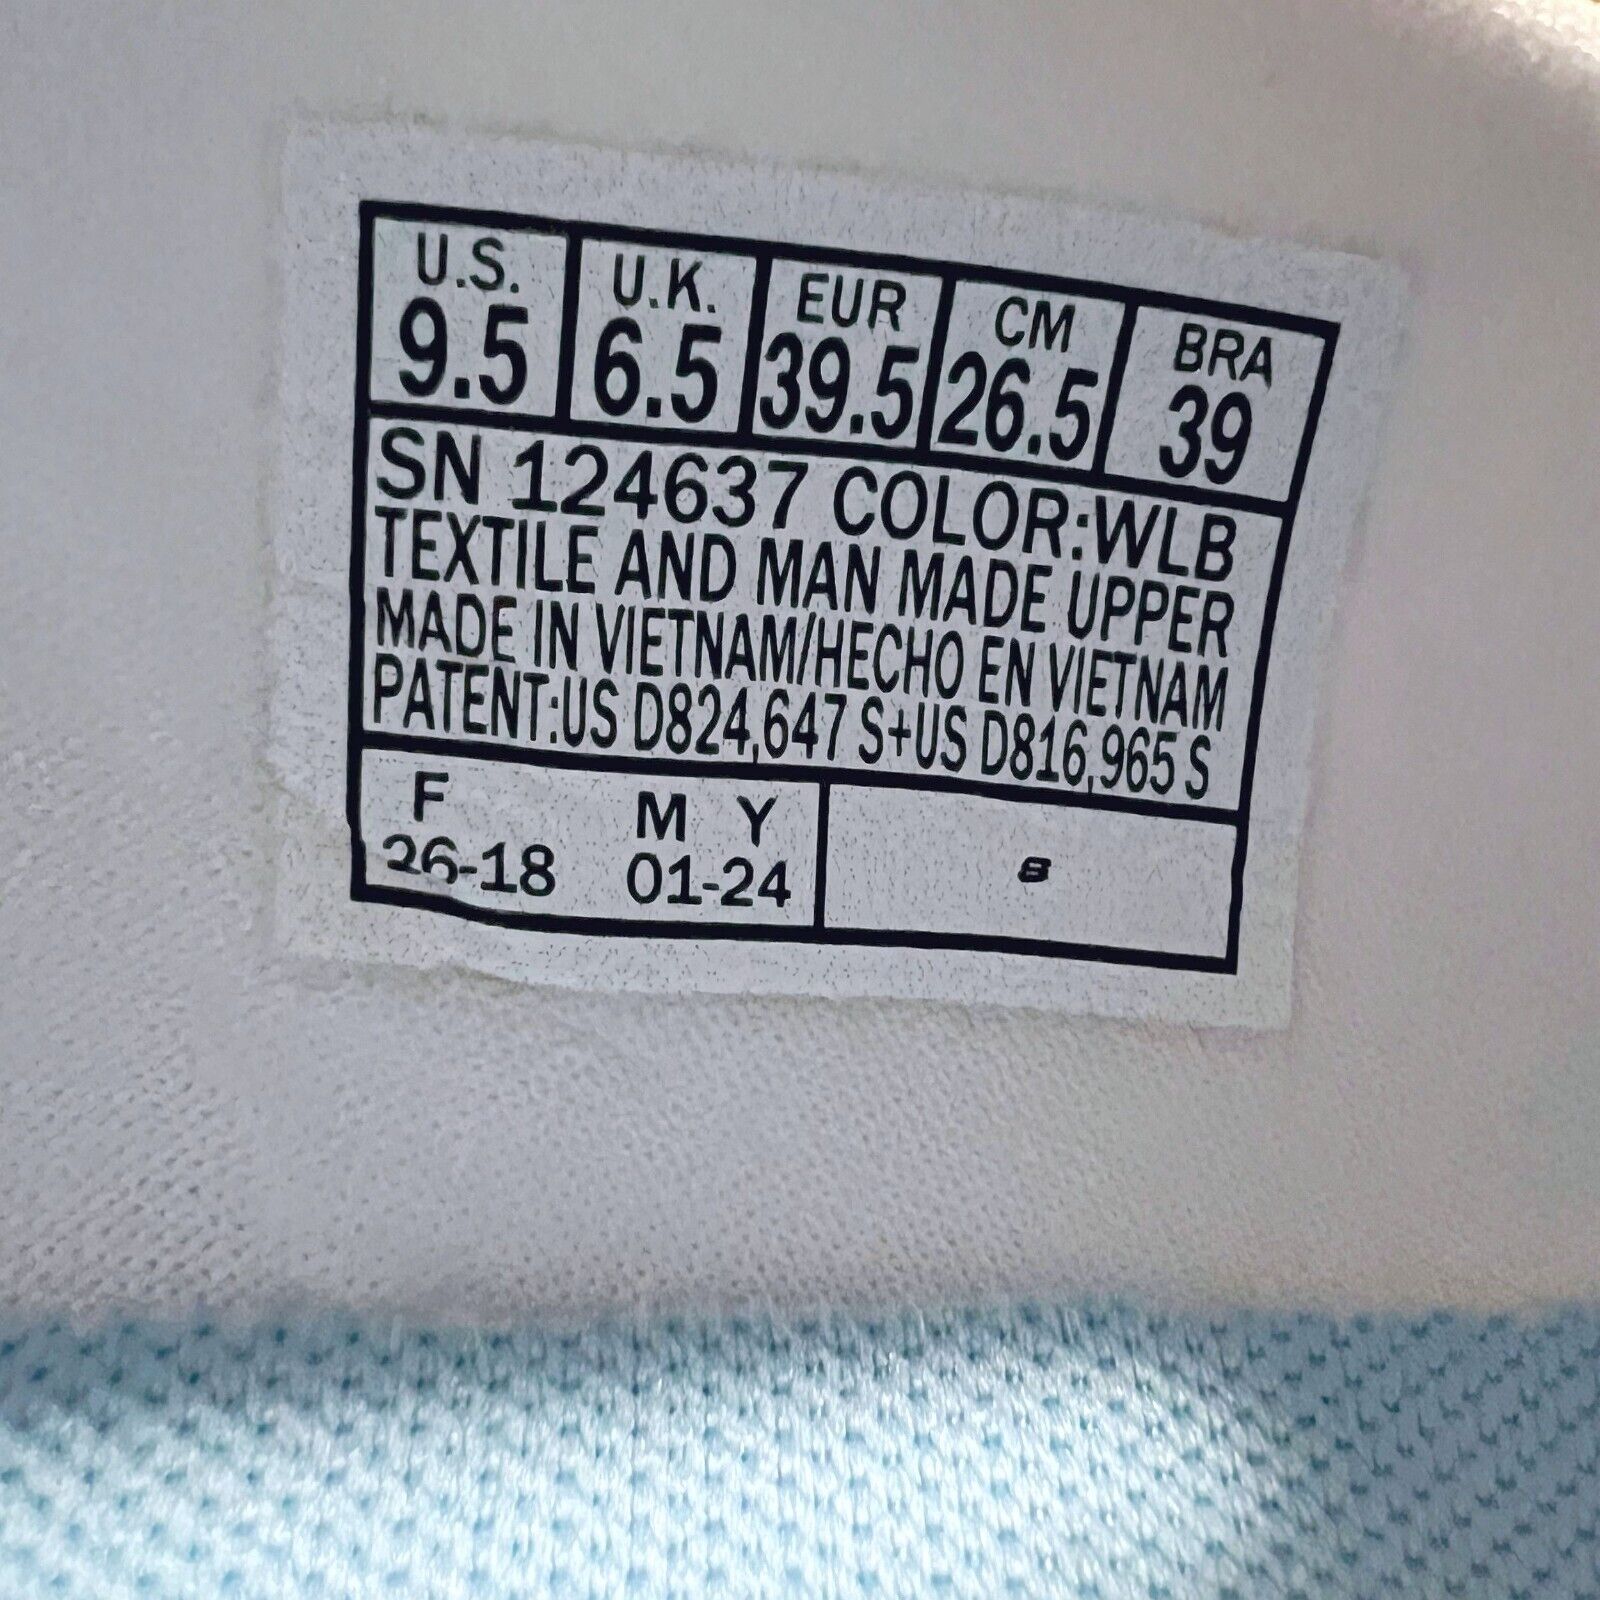 U.S. U.K. EUR CM BRA
9.5 6.5 39.5 26.5 39
SN 124637 COLOR:WLB
TEXTILE AND MAN MADE UPPER
MADE IN VIETNAM/HECHO EN VIETNAM
PATENT:US D824,647 S+US D816,965 S
F M Y
26-18 01-24 8